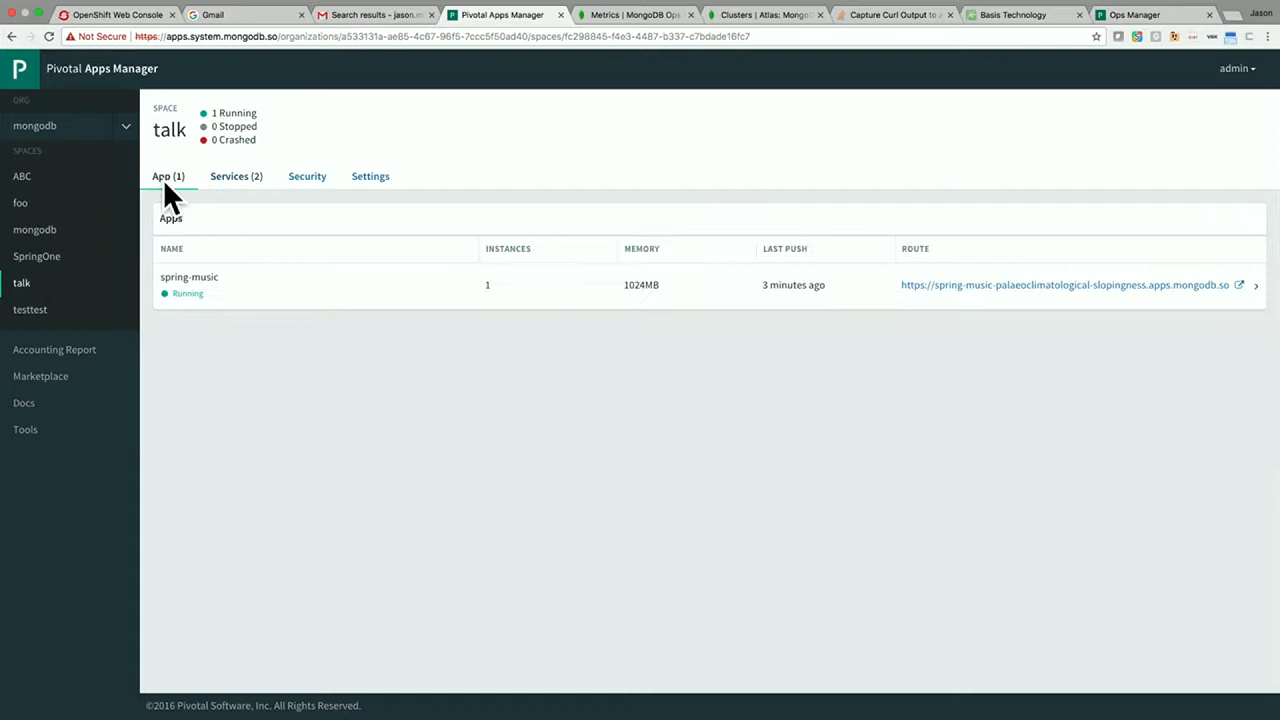 OpenShift Web Console
Gmail
Search results - jason.m
Pivotal Apps Manager
Metrics | MongoDB Ops
Clusters | Atlas: MongoD
Capture Curl Output to a
Basis Technology
Ops Manager
Jason
Not Secure
https://apps.system.mongodb.so/organizations/a533131a-ae85-4c67-96f5-7ccc5f50ad40/spaces/fc298845-f4e3-4487-b337-c7bdade16fc7
P
Pivotal Apps Manager
admin
ORG
mongodb
SPACES
ABC
foo
mongodb
SpringOne
talk
testtest
Accounting Report
Marketplace
Docs
Tools
SPACE
talk
1 Running
0 Stopped
0 Crashed
App (1)
Services (2)
Security
Settings
Apps
NAME
INSTANCES
MEMORY
LAST PUSH
ROUTE
spring-music
Running
1
1024MB
3 minutes ago
https://spring-music-palaeoclimatological-slopingness.apps.mongodb.so
©2016 Pivotal Software, Inc. All Rights Reserved.